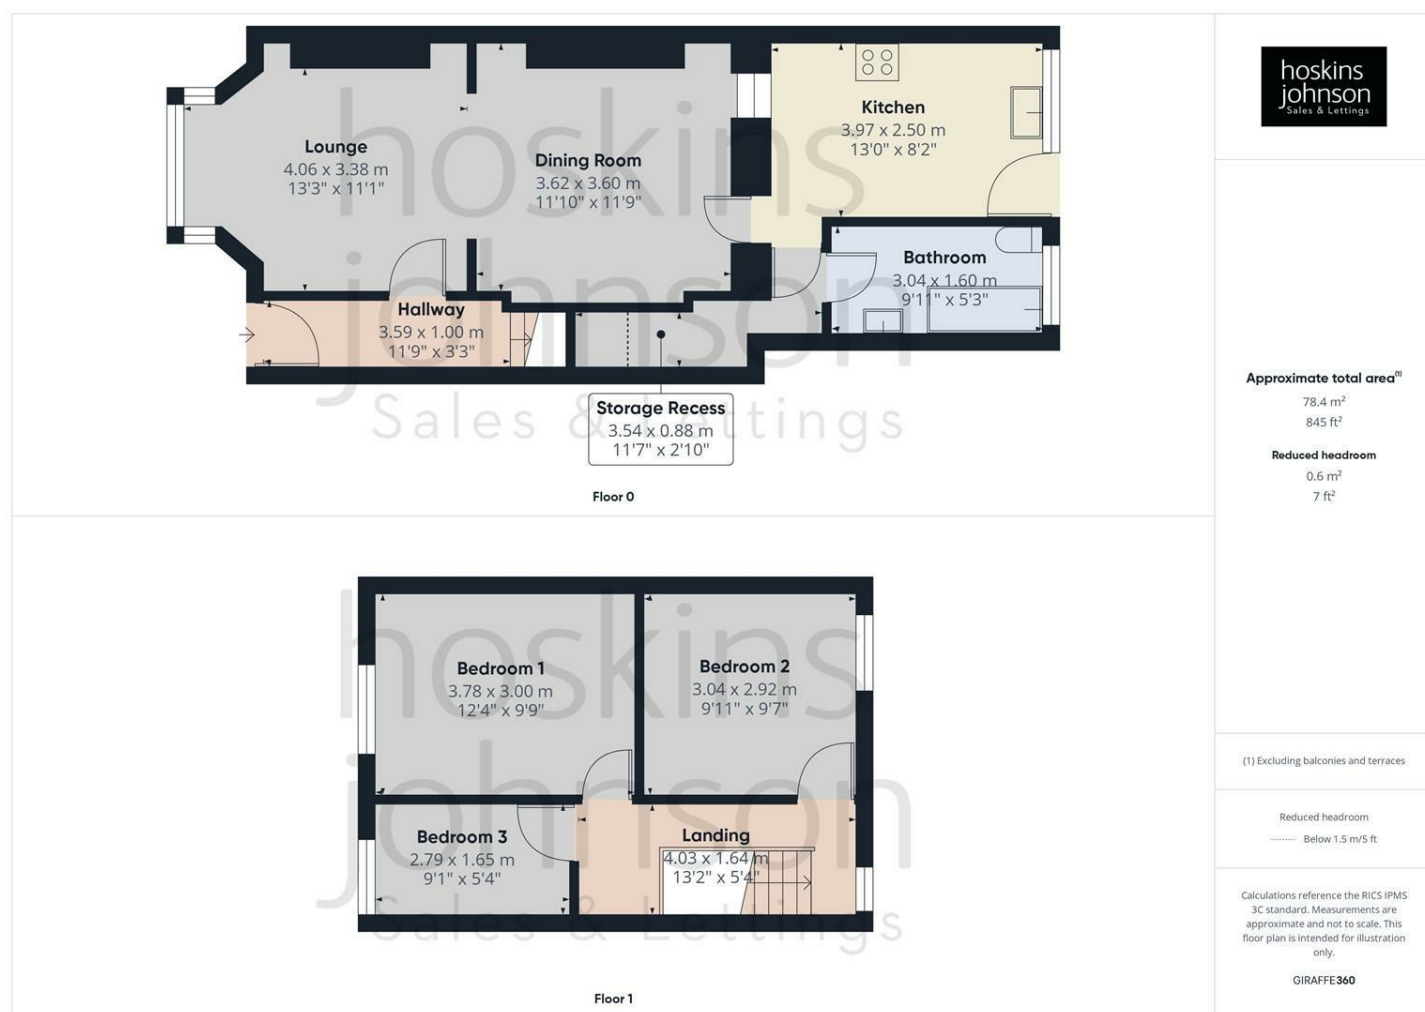 hoskins
johnson
Sales & Lettings
Lounge
4.06 x 3.38 m
13'3" x 11'1"
Dining Room
3.62 x 3.60 m
11'10" x 11'9"
Kitchen
3.97 x 2.50 m
13'0" x 8'2"
Bathroom
3.04 x 1.60 m
9'11" x 5'3"
Hallway
3.59 x 1.00 m
11'9" x 3'3"
Storage Recess
3.54 x 0.88 m
11'7" x 2'10"
Floor 0
hoskins
johnson
Sales & Lettings
Bedroom 1
3.78 x 3.00 m
12'4" x 9'9"
Bedroom 2
3.04 x 2.92 m
9'11" x 9'7"
Bedroom 3
2.79 x 1.65 m
9'1" x 5'4"
Landing
4.03 x 1.64 m
13'2" x 5'4"
Floor 1
hoskins
johnson
Sales & Lettings
Approximate total area⁽¹⁾
78.4 m²
845 ft²
Reduced headroom
0.6 m²
7 ft²
(1) Excluding balconies and terraces
Reduced headroom
Below 1.5 m/5 ft
Calculations reference the RICS IPMS
3C standard. Measurements are
approximate and not to scale. This
floor plan is intended for illustration
only.
GIRAFFE360